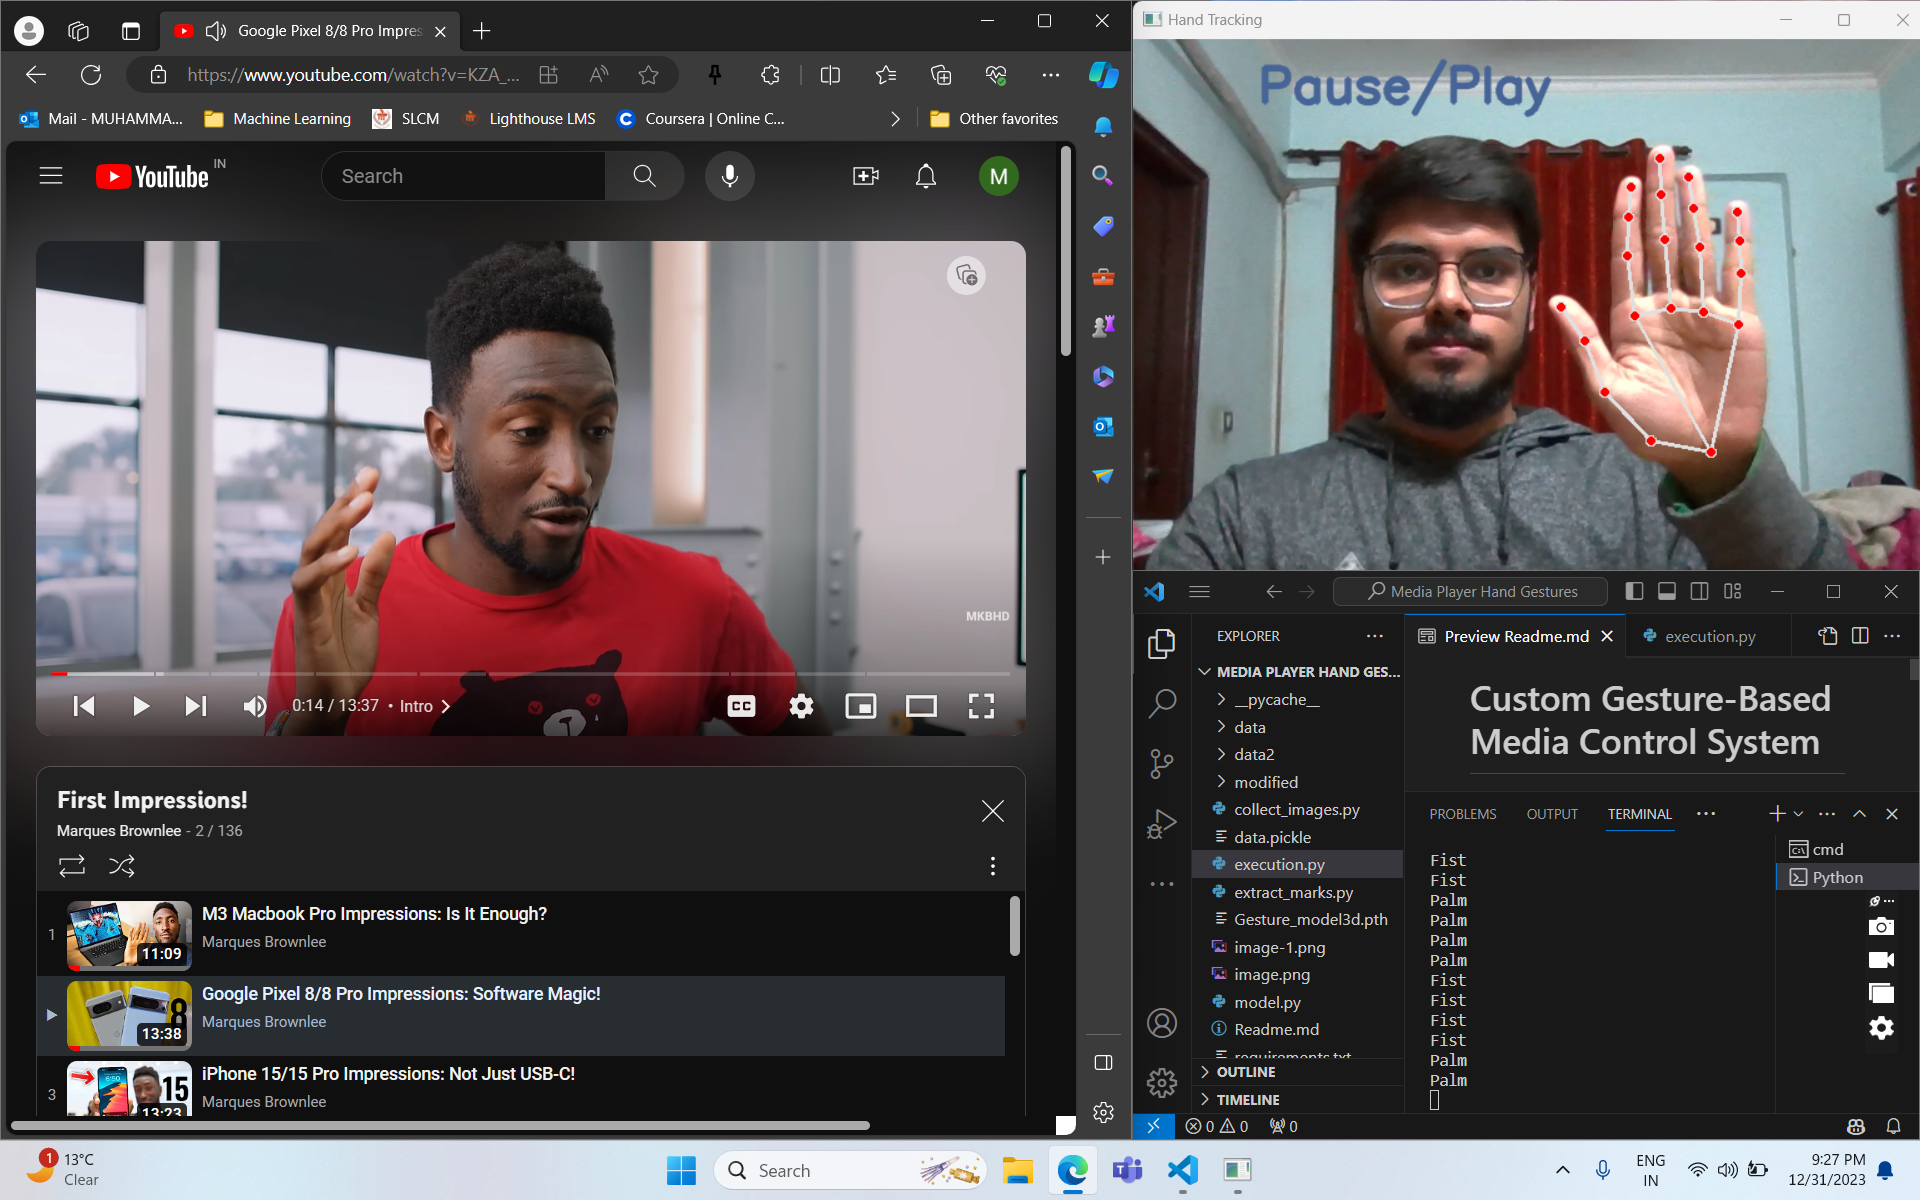 Google Pixel 8/8 Pro Impres
https://www.youtube.com/watch?v=KZA_...
Mail - MUHAMMA...
Machine Learning
SLCM
Lighthouse LMS
Coursera | Online C...
Other favorites
YouTube IN
Search
M
MKBHD
0:14 / 13:37 • Intro
CC
First Impressions!
Marques Brownlee - 2 / 136
1
11:09
M3 Macbook Pro Impressions: Is It Enough?
Marques Brownlee
8
13:38
Google Pixel 8/8 Pro Impressions: Software Magic!
Marques Brownlee
3
6:50
15
13:23
iPhone 15/15 Pro Impressions: Not Just USB-C!
Marques Brownlee
Hand Tracking
Pause/Play
Media Player Hand Gestures
EXPLORER
Preview Readme.md
execution.py
MEDIA PLAYER HAND GES...
__pycache__
data
data2
modified
collect_images.py
data.pickle
execution.py
extract_marks.py
Gesture_model3d.pth
image-1.png
image.png
model.py
Readme.md
requirements.txt
OUTLINE
TIMELINE
Custom Gesture-Based
Media Control System
PROBLEMS
OUTPUT
TERMINAL
Fist
Fist
Palm
Palm
Palm
Palm
Fist
Fist
Fist
Fist
Palm
Palm
cmd
Python
0
0
0
1
13°C
Clear
Search
ENG
IN
9:27 PM
12/31/2023